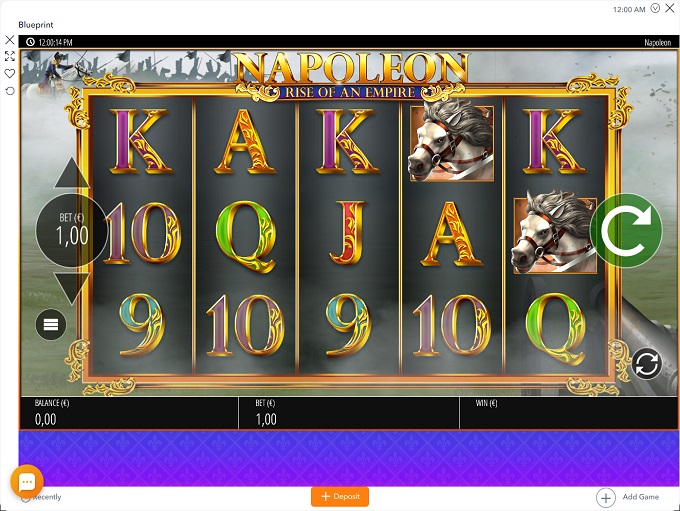 12:00 AM
Blueprint
12:00:14 PM
Napoleon
NAPOLEON
RISE OF AN EMPIRE
K A K K
BET (€)
1,00
10 Q J A
9 10 9 10 Q
BALANCE (€)
0,00
BET (€)
1,00
WIN (€)
Recently
+ Deposit
Add Game